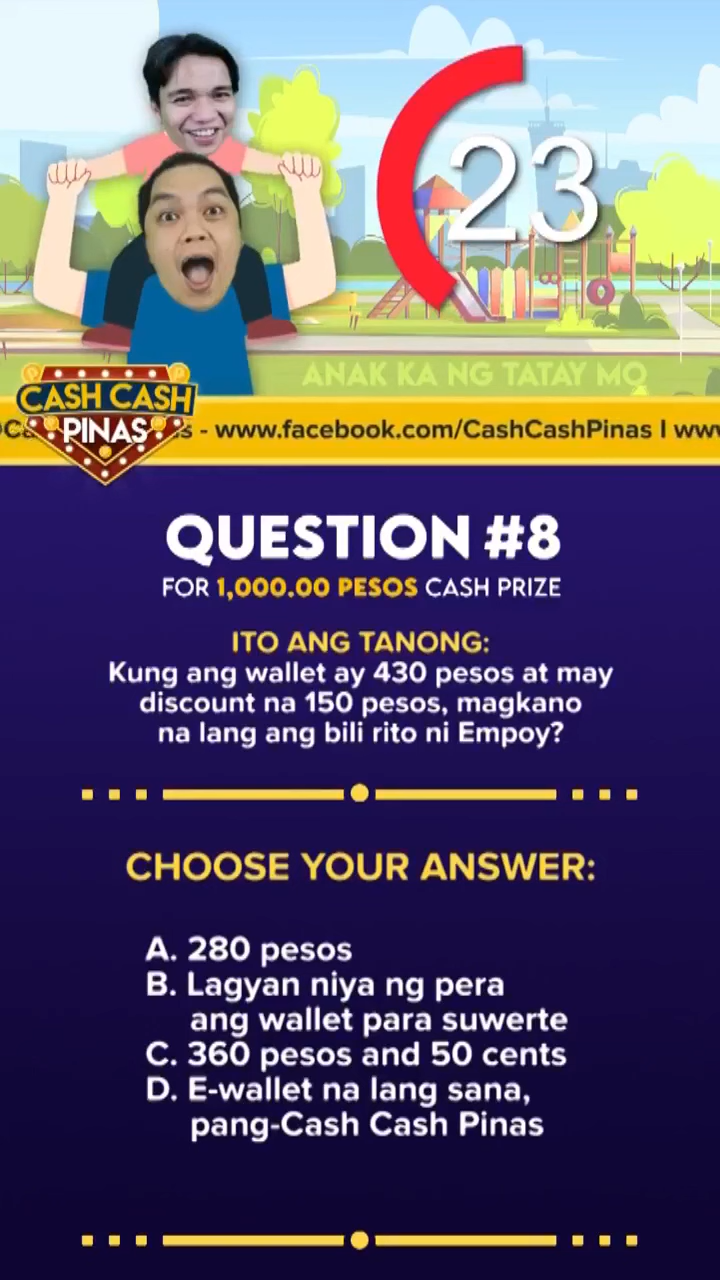 23
ANAK KA NG TATAY MO
CASH CASH
PINAS
s - www.facebook.com/CashCashPinas I ww
QUESTION #8
FOR 1,000.00 PESOS CASH PRIZE
ITO ANG TANONG:
Kung ang wallet ay 430 pesos at may
discount na 150 pesos, magkano
na lang ang bili rito ni Empoy?
CHOOSE YOUR ANSWER:
A. 280 pesos
B. Lagyan niya ng pera
ang wallet para suwerte
C. 360 pesos and 50 cents
D. E-wallet na lang sana,
pang-Cash Cash Pinas